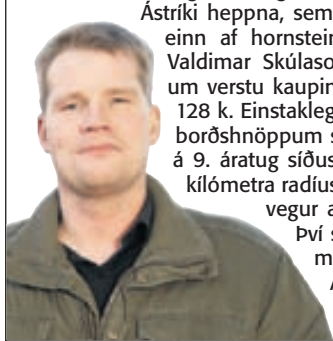 Ástríki heppna, sem
einn af hornstein
Valdimar Skúlaso
um verstu kaupin
128 k. Einstakleg
borðshnöppum s
á 9. áratug síðus
kílómetra radíus
vegur a
Því s
m